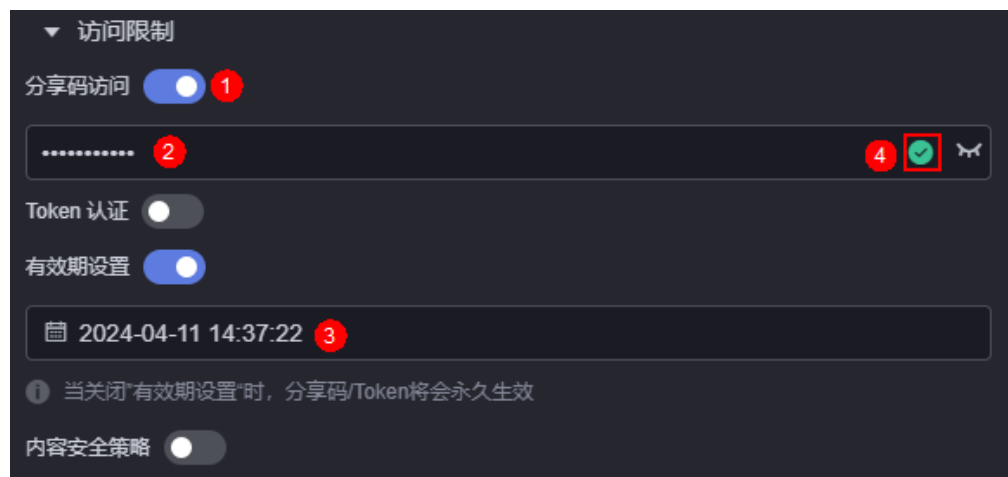 访问限制
分享码访问 1
••••••••••• 2 4
Token 认证
有效期设置
2024-04-11 14:37:22 3
当关闭"有效期设置"时，分享码/Token将会永久生效
内容安全策略